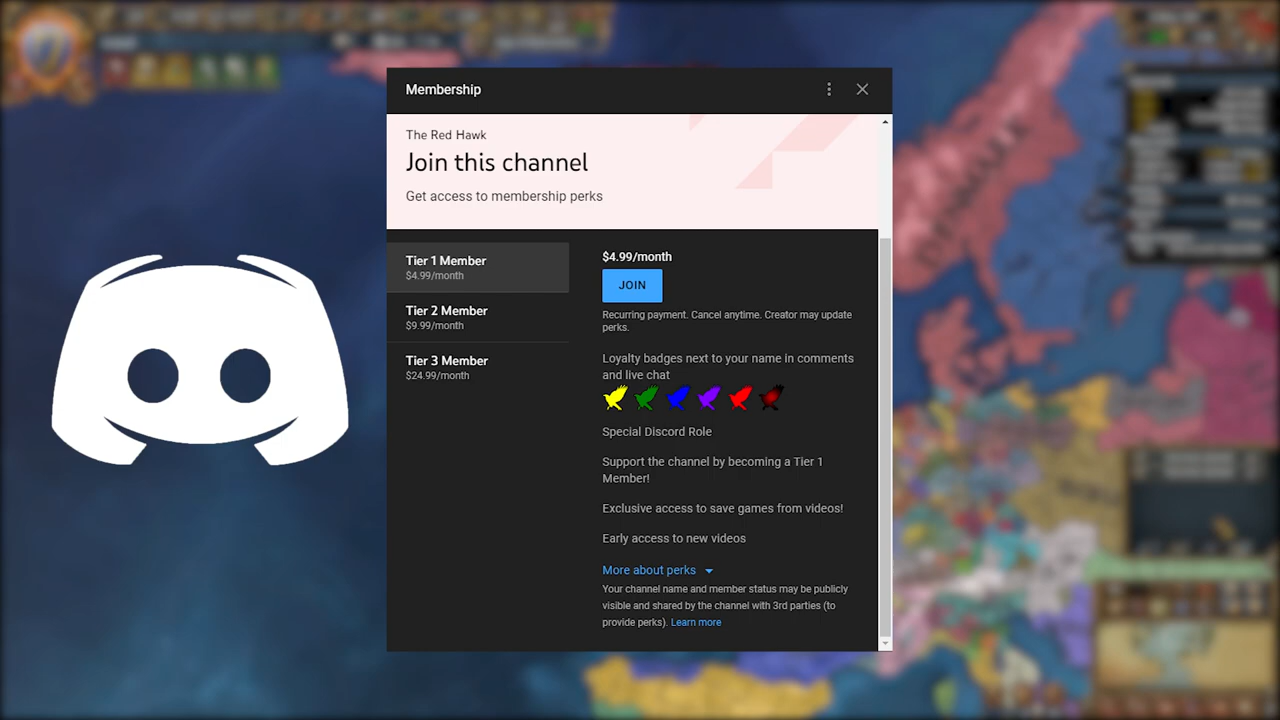 Membership
The Red Hawk
Join this channel
Get access to membership perks
Tier 1 Member
$4.99/month
Tier 2 Member
$9.99/month
Tier 3 Member
$24.99/month
$4.99/month
JOIN
Recurring payment. Cancel anytime. Creator may update
perks.
Loyalty badges next to your name in comments
and live chat
Special Discord Role
Support the channel by becoming a Tier 1
Member!
Exclusive access to save games from videos!
Early access to new videos
More about perks
Your channel name and member status may be publicly
visible and shared by the channel with 3rd parties (to
provide perks). Learn more